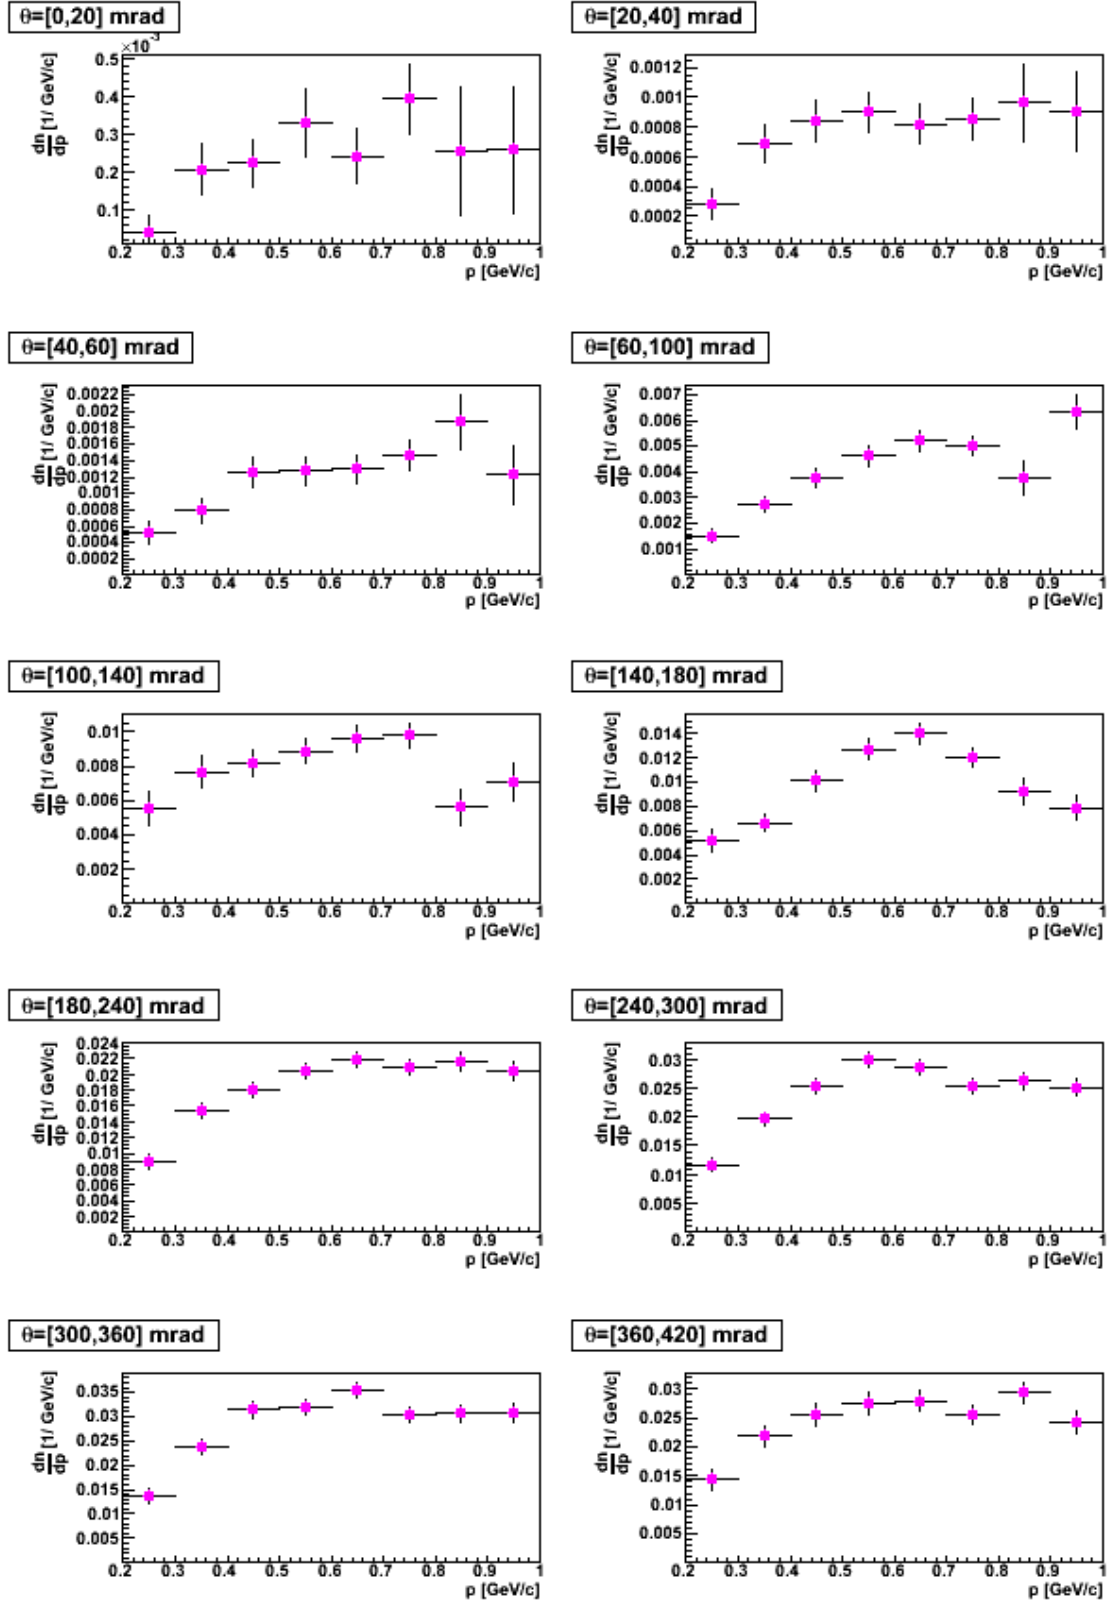 θ=[0,20] mrad
×10⁻³
dn/dp [1/ GeV/c]
0.5
0.4
0.3
0.2
0.1
0.2 0.3 0.4 0.5 0.6 0.7 0.8 0.9 1
p [GeV/c]
θ=[20,40] mrad
dn/dp [1/ GeV/c]
0.0012
0.001
0.0008
0.0006
0.0004
0.0002
0.2 0.3 0.4 0.5 0.6 0.7 0.8 0.9 1
p [GeV/c]
θ=[40,60] mrad
dn/dp [1/ GeV/c]
0.0022
0.002
0.0018
0.0016
0.0014
0.0012
0.001
0.0008
0.0006
0.0004
0.0002
0.2 0.3 0.4 0.5 0.6 0.7 0.8 0.9 1
p [GeV/c]
θ=[60,100] mrad
dn/dp [1/ GeV/c]
0.007
0.006
0.005
0.004
0.003
0.002
0.001
0.2 0.3 0.4 0.5 0.6 0.7 0.8 0.9 1
p [GeV/c]
θ=[100,140] mrad
dn/dp [1/ GeV/c]
0.01
0.008
0.006
0.004
0.002
0.2 0.3 0.4 0.5 0.6 0.7 0.8 0.9 1
p [GeV/c]
θ=[140,180] mrad
dn/dp [1/ GeV/c]
0.014
0.012
0.01
0.008
0.006
0.004
0.002
0.2 0.3 0.4 0.5 0.6 0.7 0.8 0.9 1
p [GeV/c]
θ=[180,240] mrad
dn/dp [1/ GeV/c]
0.024
0.022
0.02
0.018
0.016
0.014
0.012
0.01
0.008
0.006
0.004
0.002
0.2 0.3 0.4 0.5 0.6 0.7 0.8 0.9 1
p [GeV/c]
θ=[240,300] mrad
dn/dp [1/ GeV/c]
0.03
0.025
0.02
0.015
0.01
0.005
0.2 0.3 0.4 0.5 0.6 0.7 0.8 0.9 1
p [GeV/c]
θ=[300,360] mrad
dn/dp [1/ GeV/c]
0.035
0.03
0.025
0.02
0.015
0.01
0.005
0.2 0.3 0.4 0.5 0.6 0.7 0.8 0.9 1
p [GeV/c]
θ=[360,420] mrad
dn/dp [1/ GeV/c]
0.03
0.025
0.02
0.015
0.01
0.005
0.2 0.3 0.4 0.5 0.6 0.7 0.8 0.9 1
p [GeV/c]